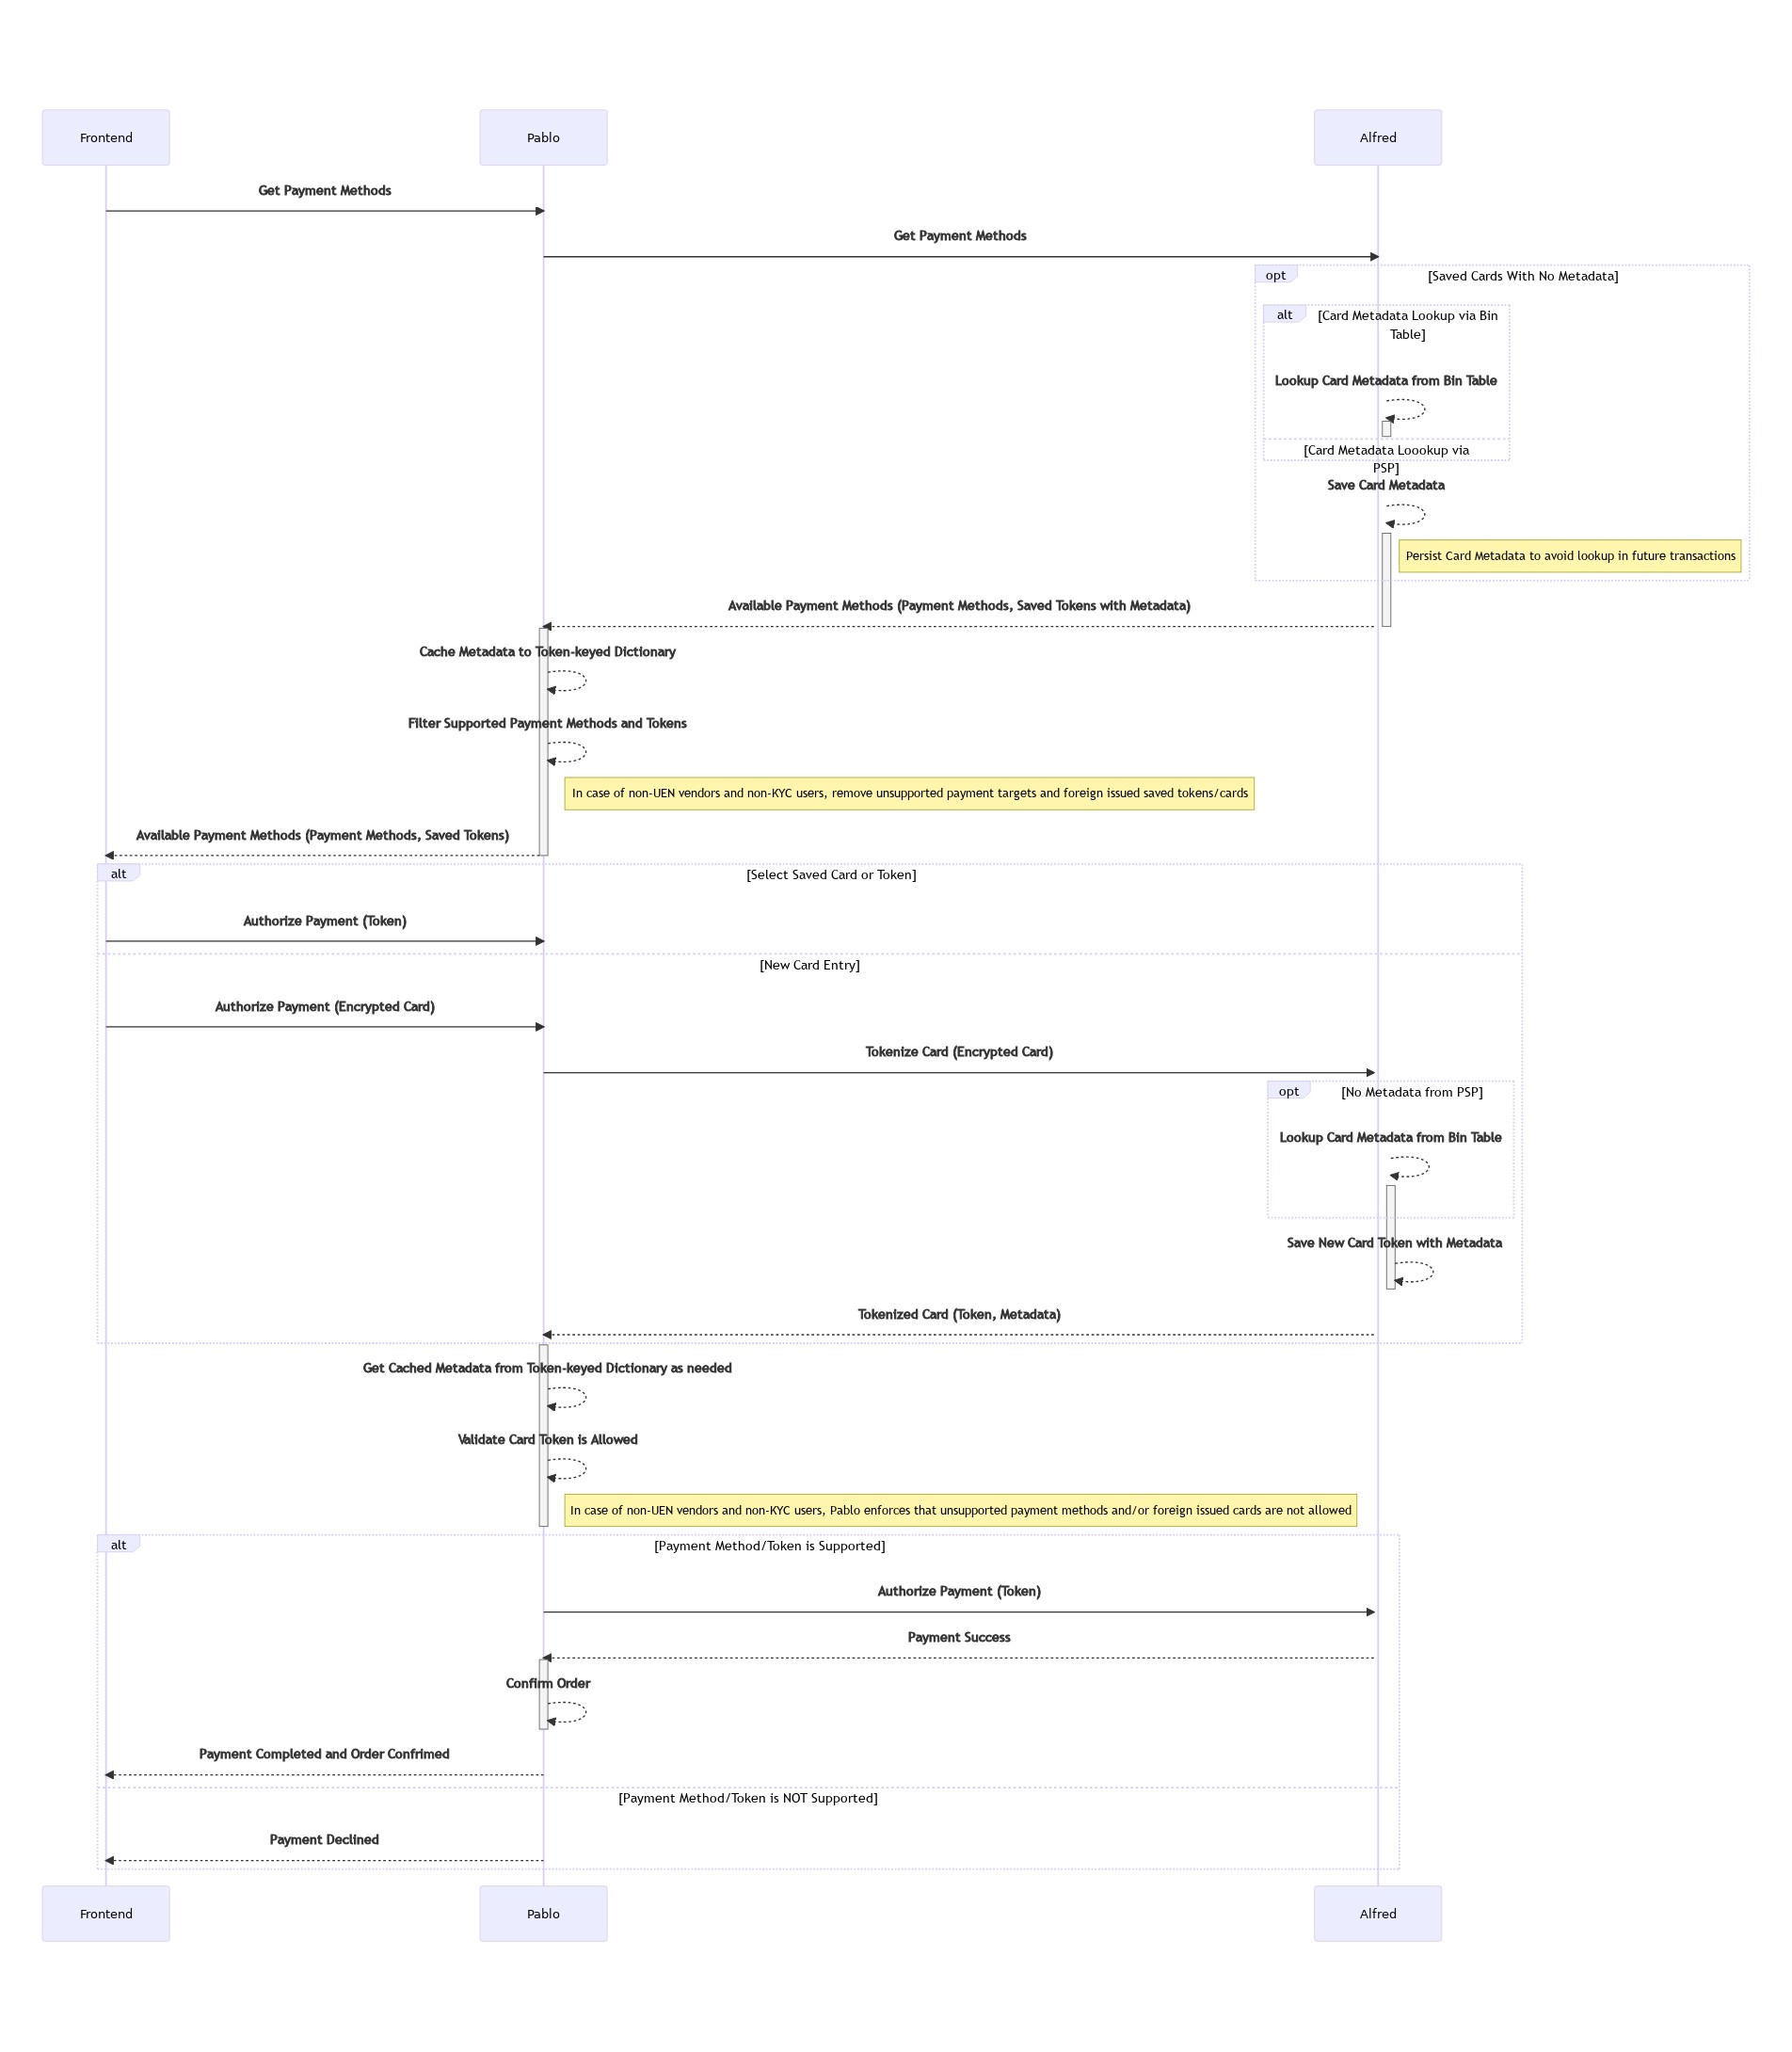 Frontend
Pablo
Alfred
Get Payment Methods
Get Payment Methods
opt
[Saved Cards With No Metadata]
alt
[Card Metadata Lookup via Bin
Table]
Lookup Card Metadata from Bin Table
[Card Metadata Loookup via
PSP]
Save Card Metadata
Persist Card Metadata to avoid lookup in future transactions
Available Payment Methods (Payment Methods, Saved Tokens with Metadata)
Cache Metadata to Token-keyed Dictionary
Filter Supported Payment Methods and Tokens
In case of non-UEN vendors and non-KYC users, remove unsupported payment targets and foreign issued saved tokens/cards
Available Payment Methods (Payment Methods, Saved Tokens)
alt
[Select Saved Card or Token]
Authorize Payment (Token)
[New Card Entry]
Authorize Payment (Encrypted Card)
Tokenize Card (Encrypted Card)
opt
[No Metadata from PSP]
Lookup Card Metadata from Bin Table
Save New Card Token with Metadata
Tokenized Card (Token, Metadata)
Get Cached Metadata from Token-keyed Dictionary as needed
Validate Card Token is Allowed
In case of non-UEN vendors and non-KYC users, Pablo enforces that unsupported payment methods and/or foreign issued cards are not allowed
alt
[Payment Method/Token is Supported]
Authorize Payment (Token)
Payment Success
Confirm Order
Payment Completed and Order Confrimed
[Payment Method/Token is NOT Supported]
Payment Declined
Frontend
Pablo
Alfred